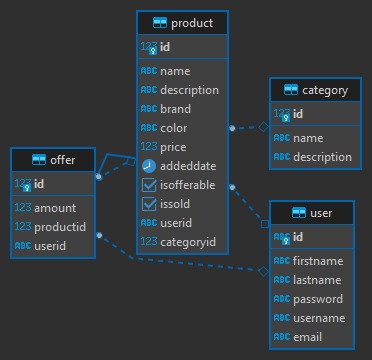 product
123 id
ABC name
ABC description
ABC brand
ABC color
123 price
addeddate
isofferable
issold
ABC userid
123 categoryid
category
123 id
ABC name
ABC description
offer
123 id
123 amount
123 productid
ABC userid
user
ABC id
ABC firstname
ABC lastname
ABC password
ABC username
ABC email